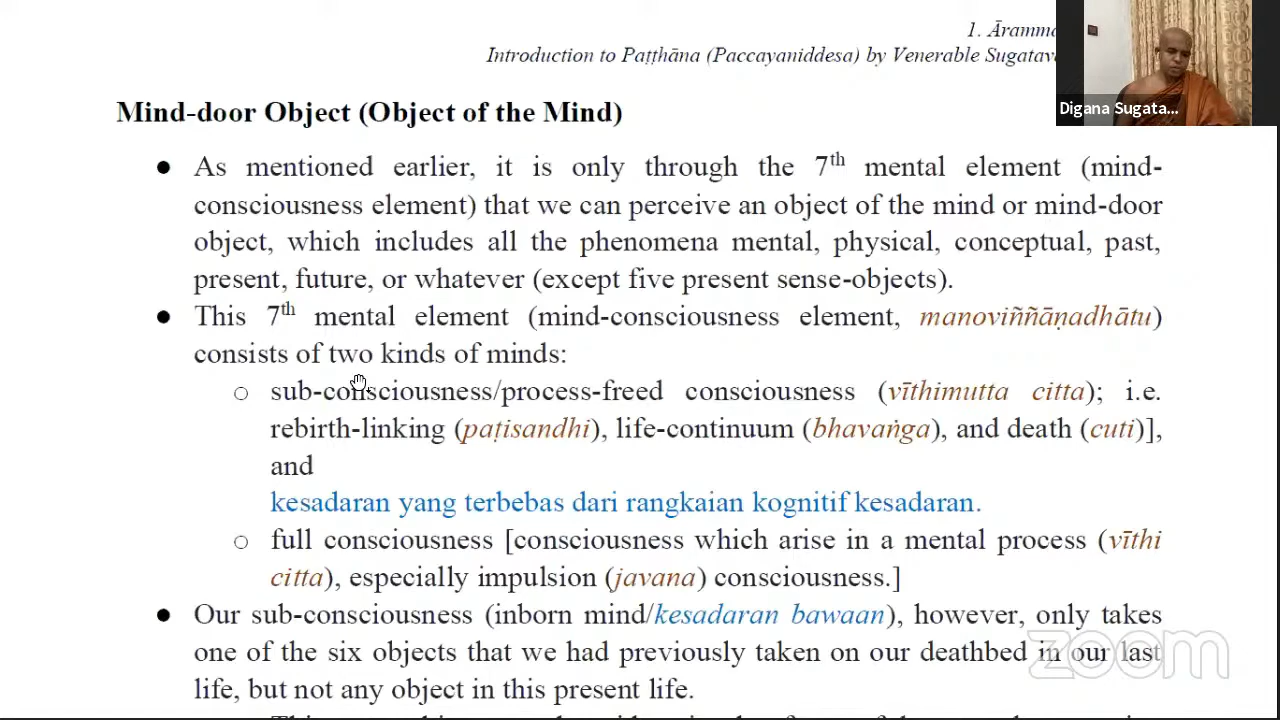 1. Āramma
Introduction to Paṭṭhāna (Paccayaniddesa) by Venerable Sugatava
Digana Sugata...
Mind-door Object (Object of the Mind)
● As mentioned earlier, it is only through the 7th mental element (mind-
consciousness element) that we can perceive an object of the mind or mind-door
object, which includes all the phenomena mental, physical, conceptual, past,
present, future, or whatever (except five present sense-objects).
● This 7th mental element (mind-consciousness element, manoviññāṇadhātu)
consists of two kinds of minds:
○ sub-consciousness/process-freed consciousness (vīthimutta citta); i.e.
rebirth-linking (paṭisandhi), life-continuum (bhavaṅga), and death (cuti)],
and
kesadaran yang terbebas dari rangkaian kognitif kesadaran.
○ full consciousness [consciousness which arise in a mental process (vīthi
citta), especially impulsion (javana) consciousness.]
● Our sub-consciousness (inborn mind/kesadaran bawaan), however, only takes
one of the six objects that we had previously taken on our deathbed in our last
life, but not any object in this present life.
zoom